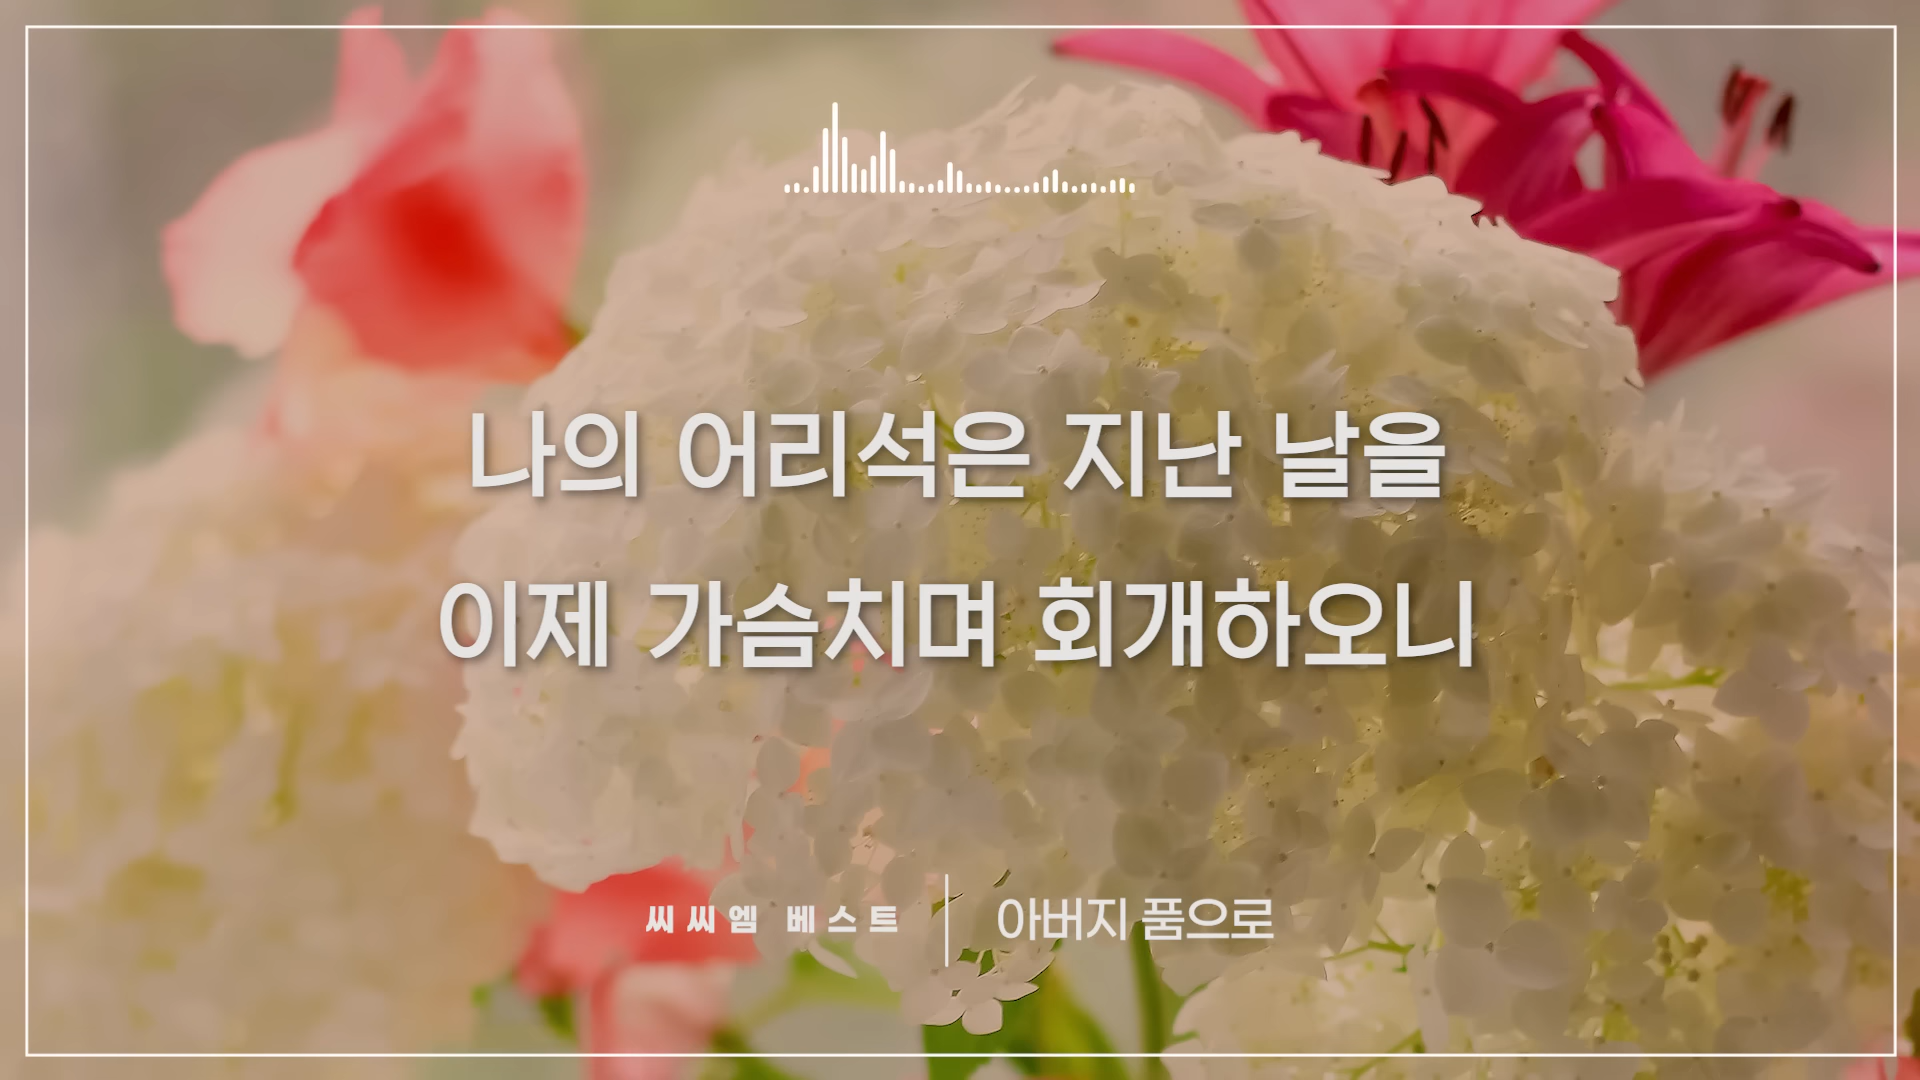 나의 어리석은 지난 날을
이제 가슴치며 회개하오니
씨씨엠 베스트
아버지 품으로